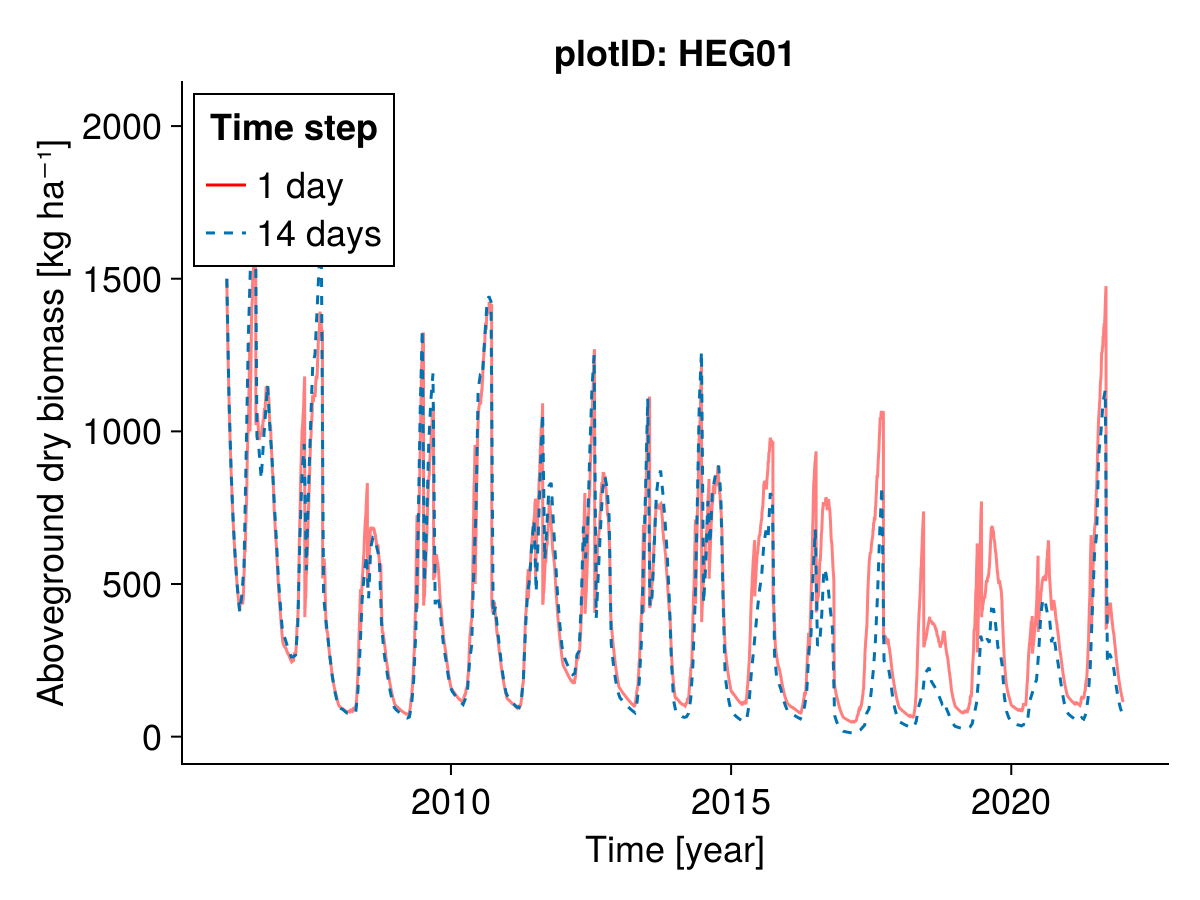 plotID: HEG01
Time step
1 day
14 days
Aboveground dry biomass [kg ha⁻¹]
2000
1500
1000
500
0
2010
2015
2020
Time [year]